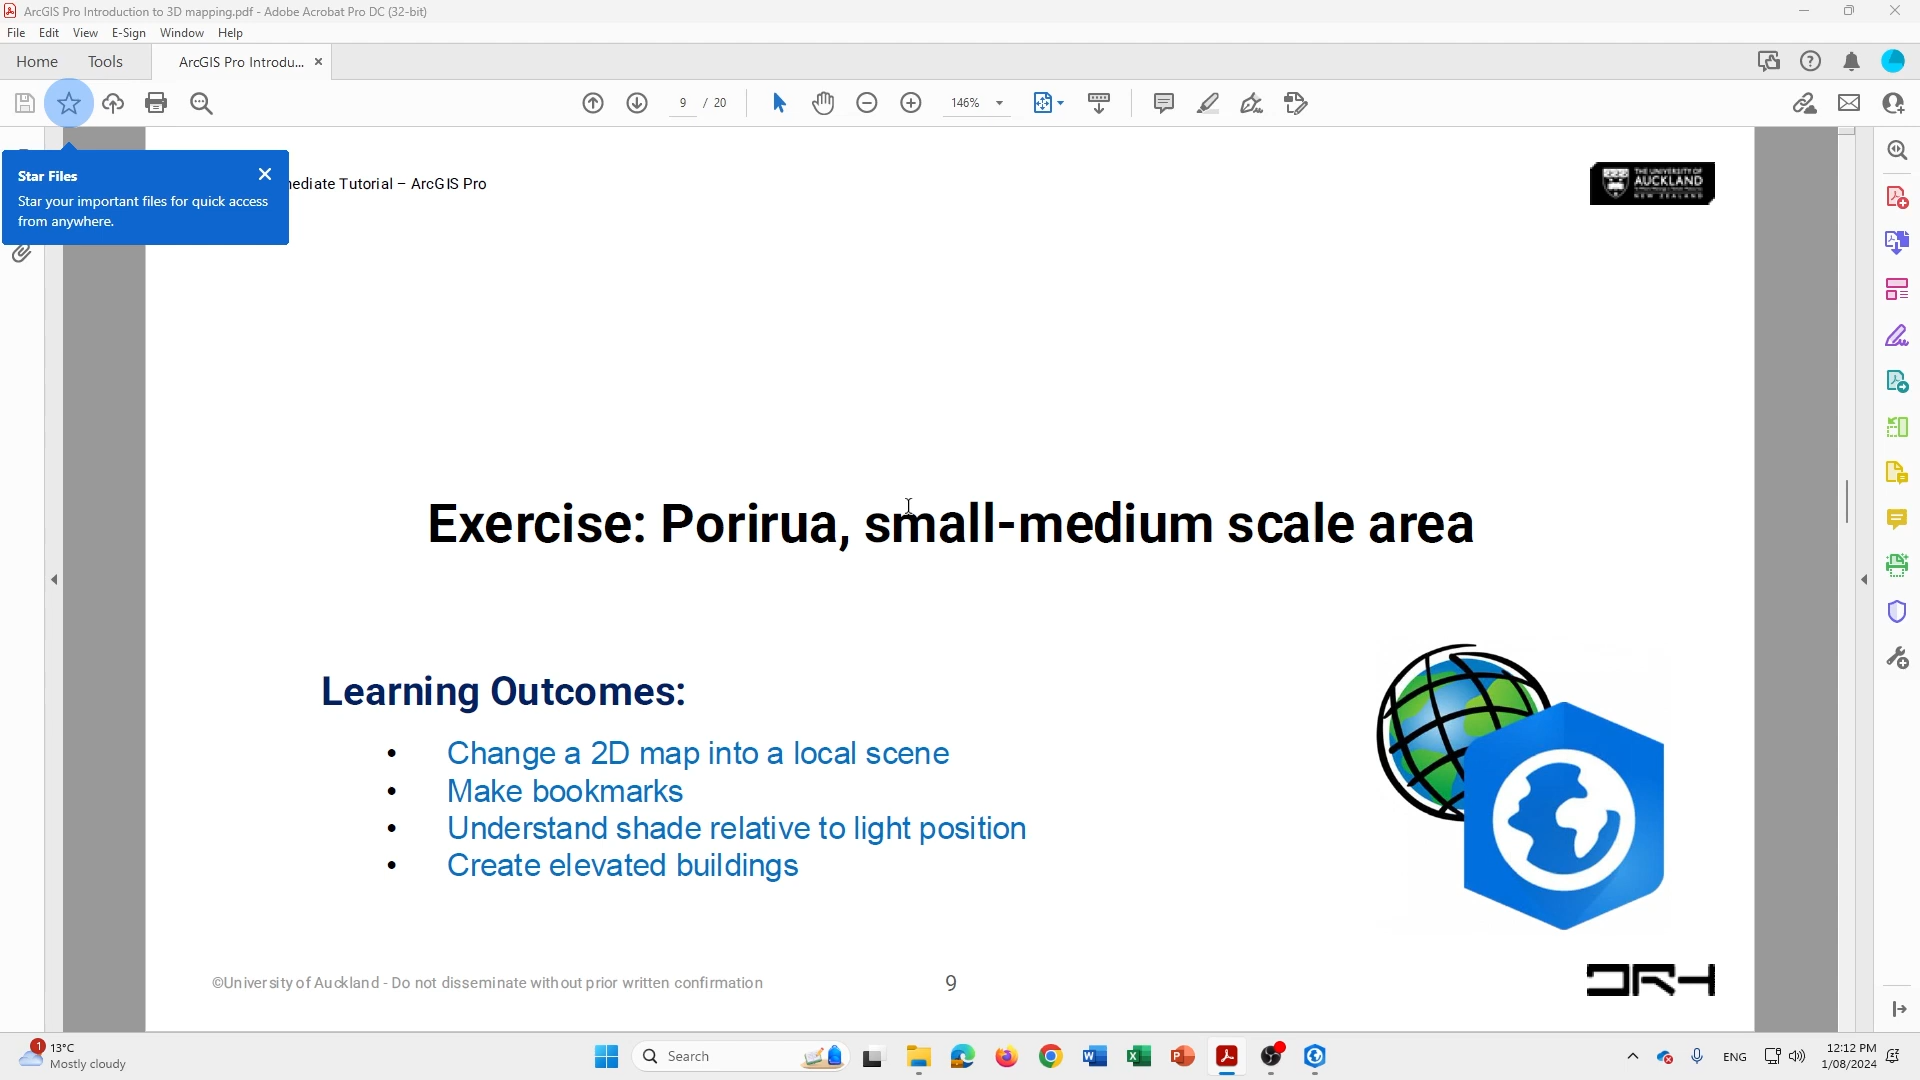 ArcGIS Pro Introduction to 3D mapping.pdf - Adobe Acrobat Pro DC (32-bit)
File Edit View E-Sign Window Help
Home Tools ArcGIS Pro Introdu... ×
9 / 20 146%
Star Files
Star your important files for quick access
from anywhere.
mediate Tutorial – ArcGIS Pro
THE UNIVERSITY OF
AUCKLAND
NEW ZEALAND
Exercise: Porirua, small-medium scale area
Learning Outcomes:
• Change a 2D map into a local scene
• Make bookmarks
• Understand shade relative to light position
• Create elevated buildings
©University of Auckland - Do not disseminate without prior written confirmation
9
1
13°C
Mostly cloudy
Search
ENG
12:12 PM
1/08/2024